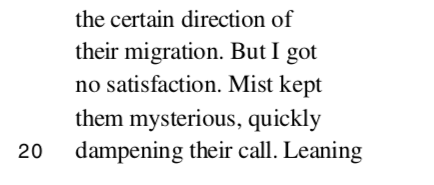 the certain direction of
their migration. But I got
no satisfaction. Mist kept
them mysterious, quickly
20 dampening their call. Leaning